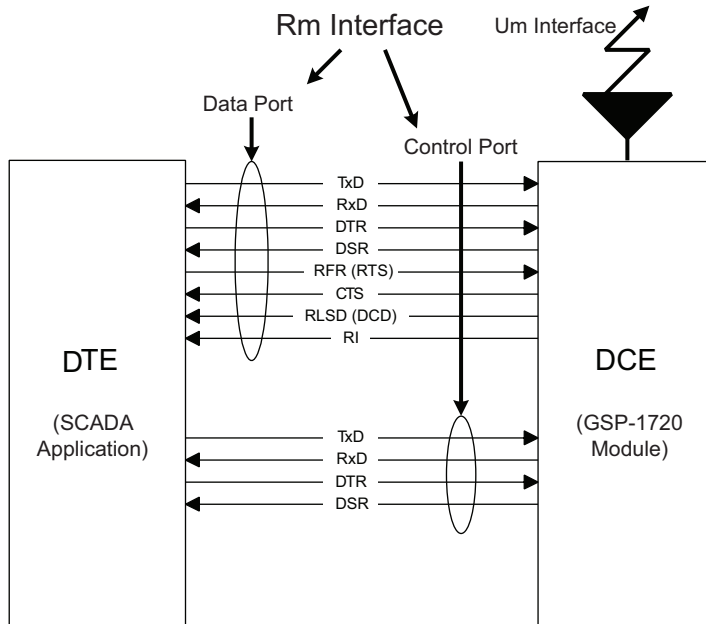 Rm Interface
Um Interface
Data Port
Control Port
TxD
RxD
DTR
DSR
RFR (RTS)
CTS
RLSD (DCD)
RI
DTE
(SCADA
Application)
DCE
(GSP-1720
Module)
TxD
RxD
DTR
DSR